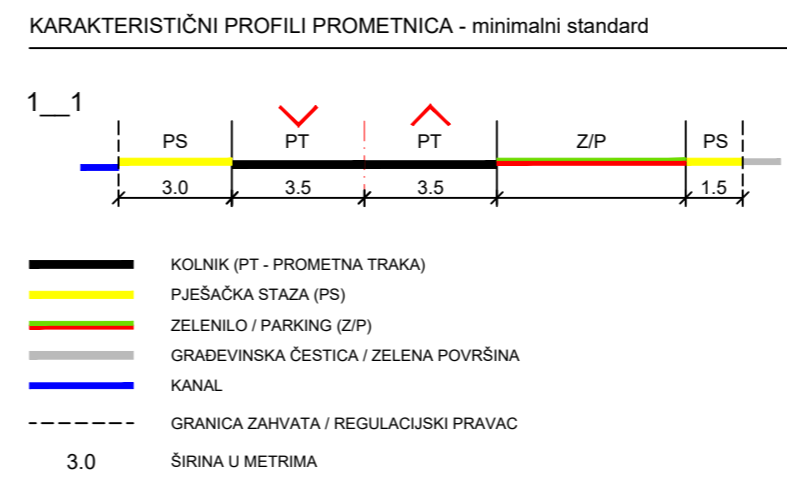 KARAKTERISTIČNI PROFILI PROMETNICA - minimalni standard
1__1
PS PT PT Z/P PS
3.0 3.5 3.5 1.5
KOLNIK (PT - PROMETNA TRAKA)
PJEŠAČKA STAZA (PS)
ZELENILO / PARKING (Z/P)
GRAĐEVINSKA ČESTICA / ZELENA POVRŠINA
KANAL
GRANICA ZAHVATA / REGULACIJSKI PRAVAC
3.0 ŠIRINA U METRIMA